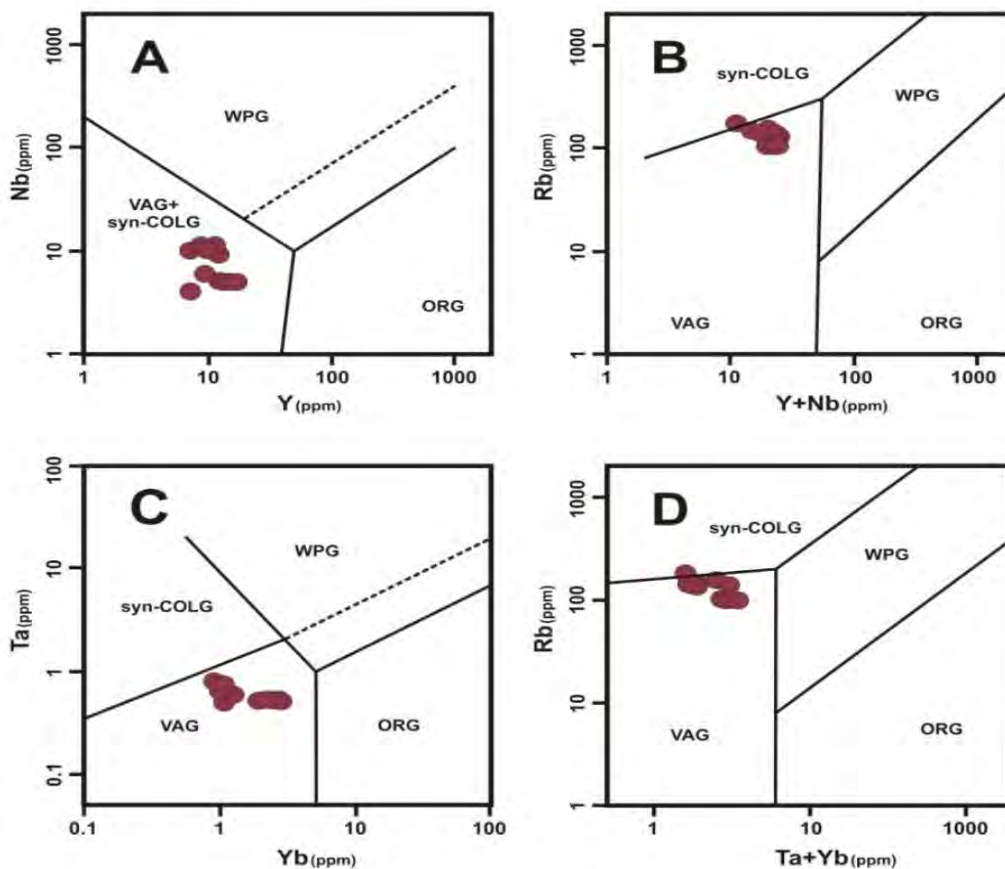 A
Nb(ppm)
1000
100
10
1
WPG
VAG+
syn-COLG
ORG
1 10 100 1000
Y(ppm)
B
Rb(ppm)
1000
100
10
1
syn-COLG
WPG
VAG
ORG
1 10 100 1000
Y+Nb(ppm)
C
Ta(ppm)
100
10
1
0.1
WPG
syn-COLG
VAG
ORG
0.1 1 10 100
Yb(ppm)
D
Rb(ppm)
1000
100
10
1
syn-COLG
WPG
VAG
ORG
1 10 1000
Ta+Yb(ppm)